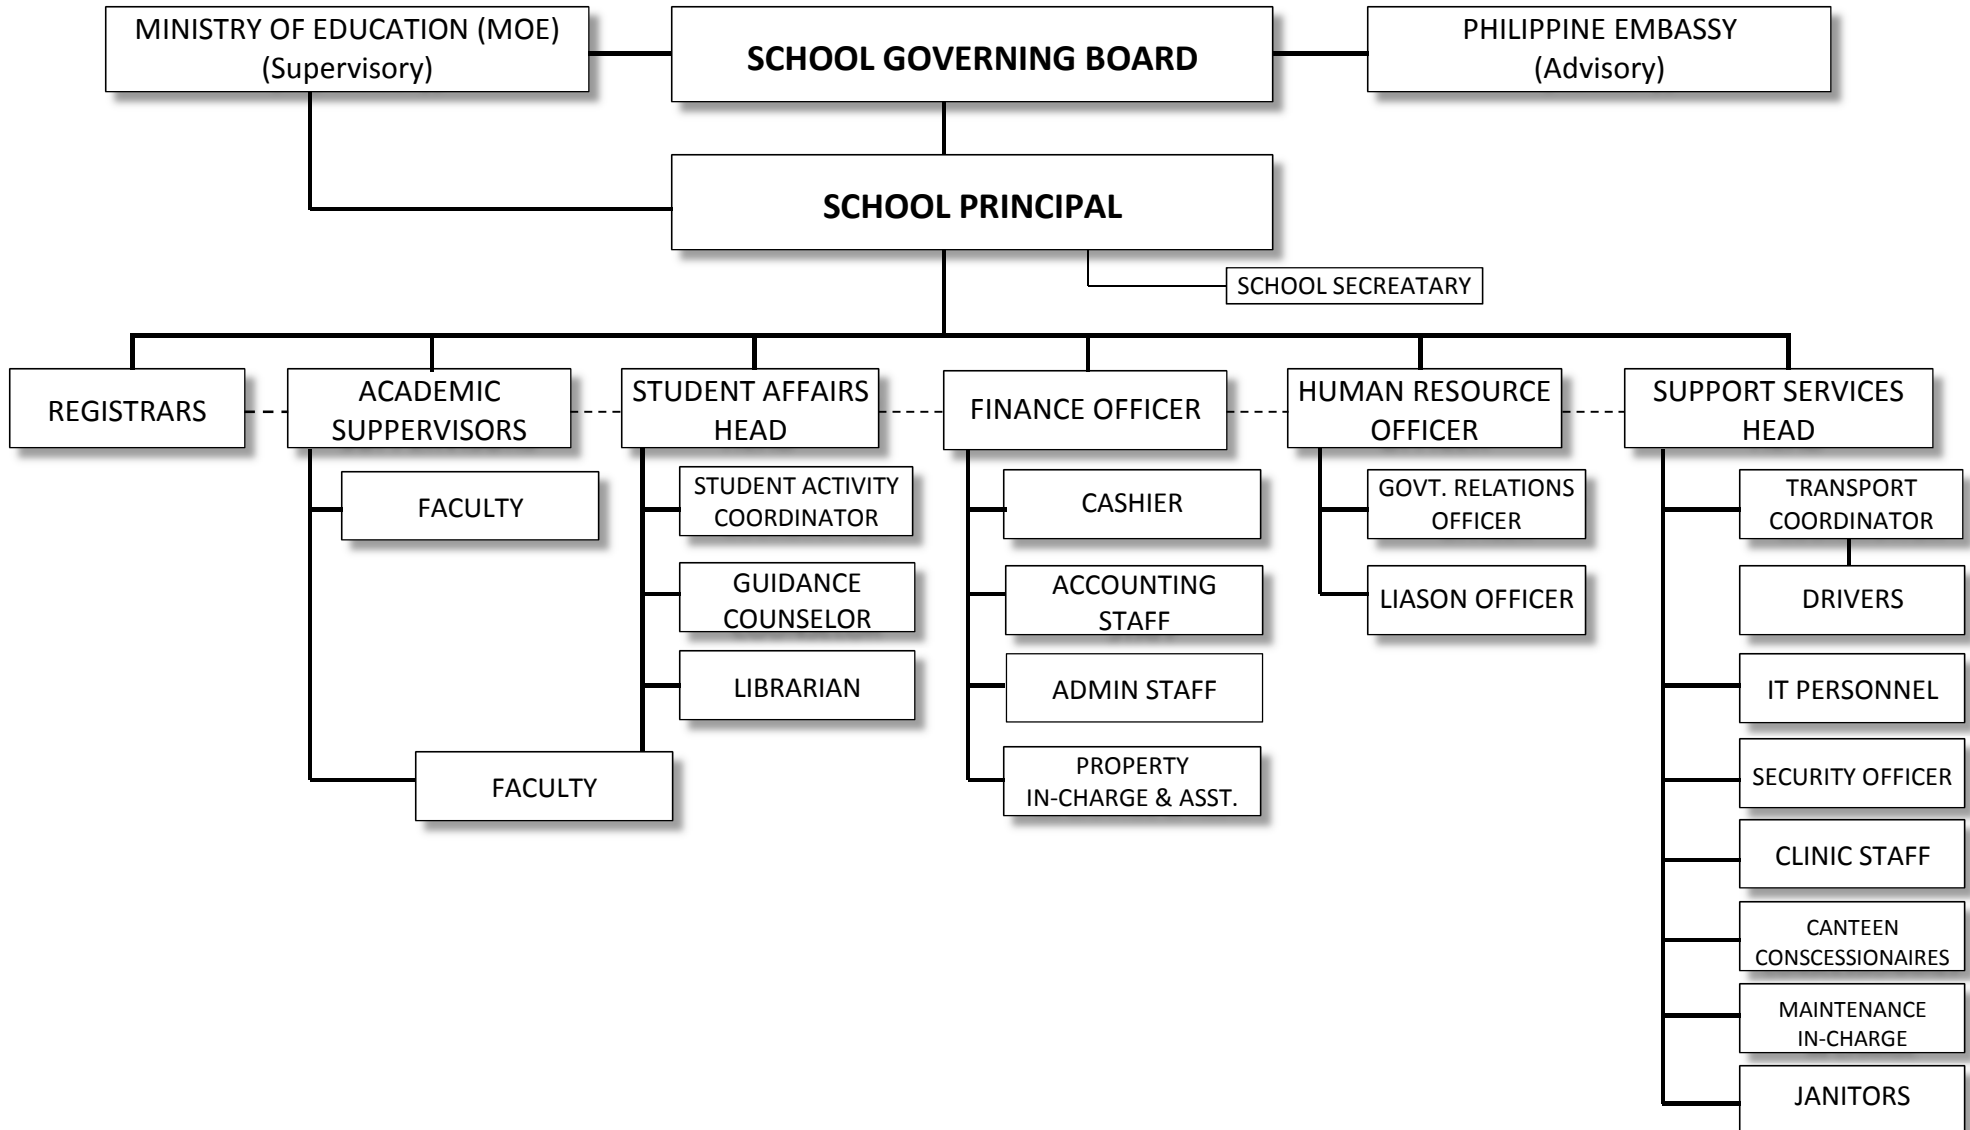 MINISTRY OF EDUCATION (MOE)
(Supervisory)
SCHOOL GOVERNING BOARD
PHILIPPINE EMBASSY
(Advisory)
SCHOOL PRINCIPAL
SCHOOL SECREATARY
REGISTRARS
ACADEMIC
SUPPERVISORS
STUDENT AFFAIRS
HEAD
FINANCE OFFICER
HUMAN RESOURCE
OFFICER
SUPPORT SERVICES
HEAD
FACULTY
FACULTY
STUDENT ACTIVITY
COORDINATOR
GUIDANCE
COUNSELOR
LIBRARIAN
CASHIER
ACCOUNTING
STAFF
ADMIN STAFF
PROPERTY
IN-CHARGE & ASST.
GOVT. RELATIONS
OFFICER
LIASON OFFICER
TRANSPORT
COORDINATOR
DRIVERS
IT PERSONNEL
SECURITY OFFICER
CLINIC STAFF
CANTEEN
CONSCESSIONAIRES
MAINTENANCE
IN-CHARGE
JANITORS